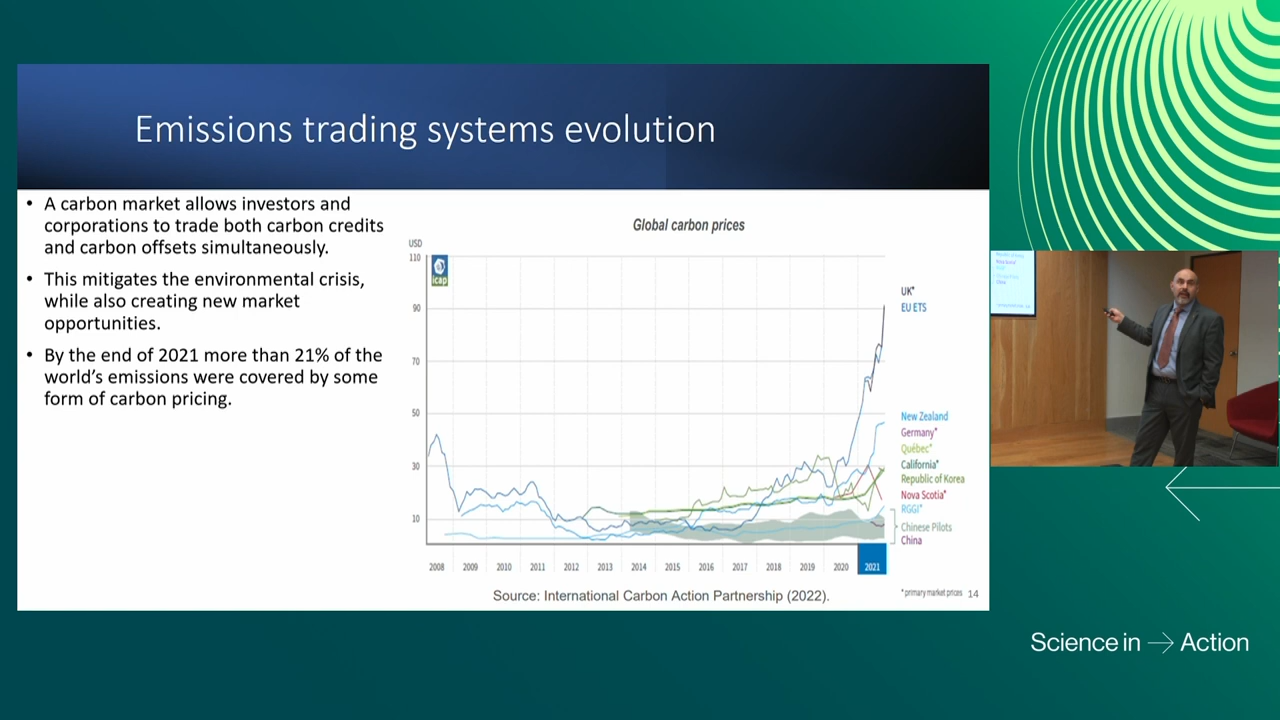 Emissions trading systems evolution
• A carbon market allows investors and
corporations to trade both carbon credits
and carbon offsets simultaneously.
• This mitigates the environmental crisis,
while also creating new market
opportunities.
• By the end of 2021 more than 21% of the
world's emissions were covered by some
form of carbon pricing.
Global carbon prices
USD
110
90
70
50
30
10
icap
UK*
EU ETS
New Zealand
Germany*
Québec*
California*
Republic of Korea
Nova Scotia*
RGGI*
Chinese Pilots
China
2008 2009 2010 2011 2012 2013 2014 2015 2016 2017 2018 2019 2020 2021
Source: International Carbon Action Partnership (2022).
* primary market prices 14
Science in → Action